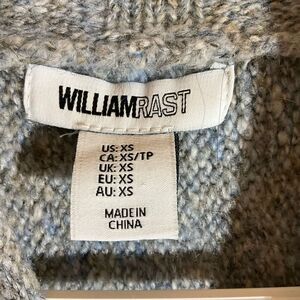 WILLIAMRAST
US: XS
CA: XS/TP
UK: XS
EU: XS
AU: XS
MADE IN
CHINA